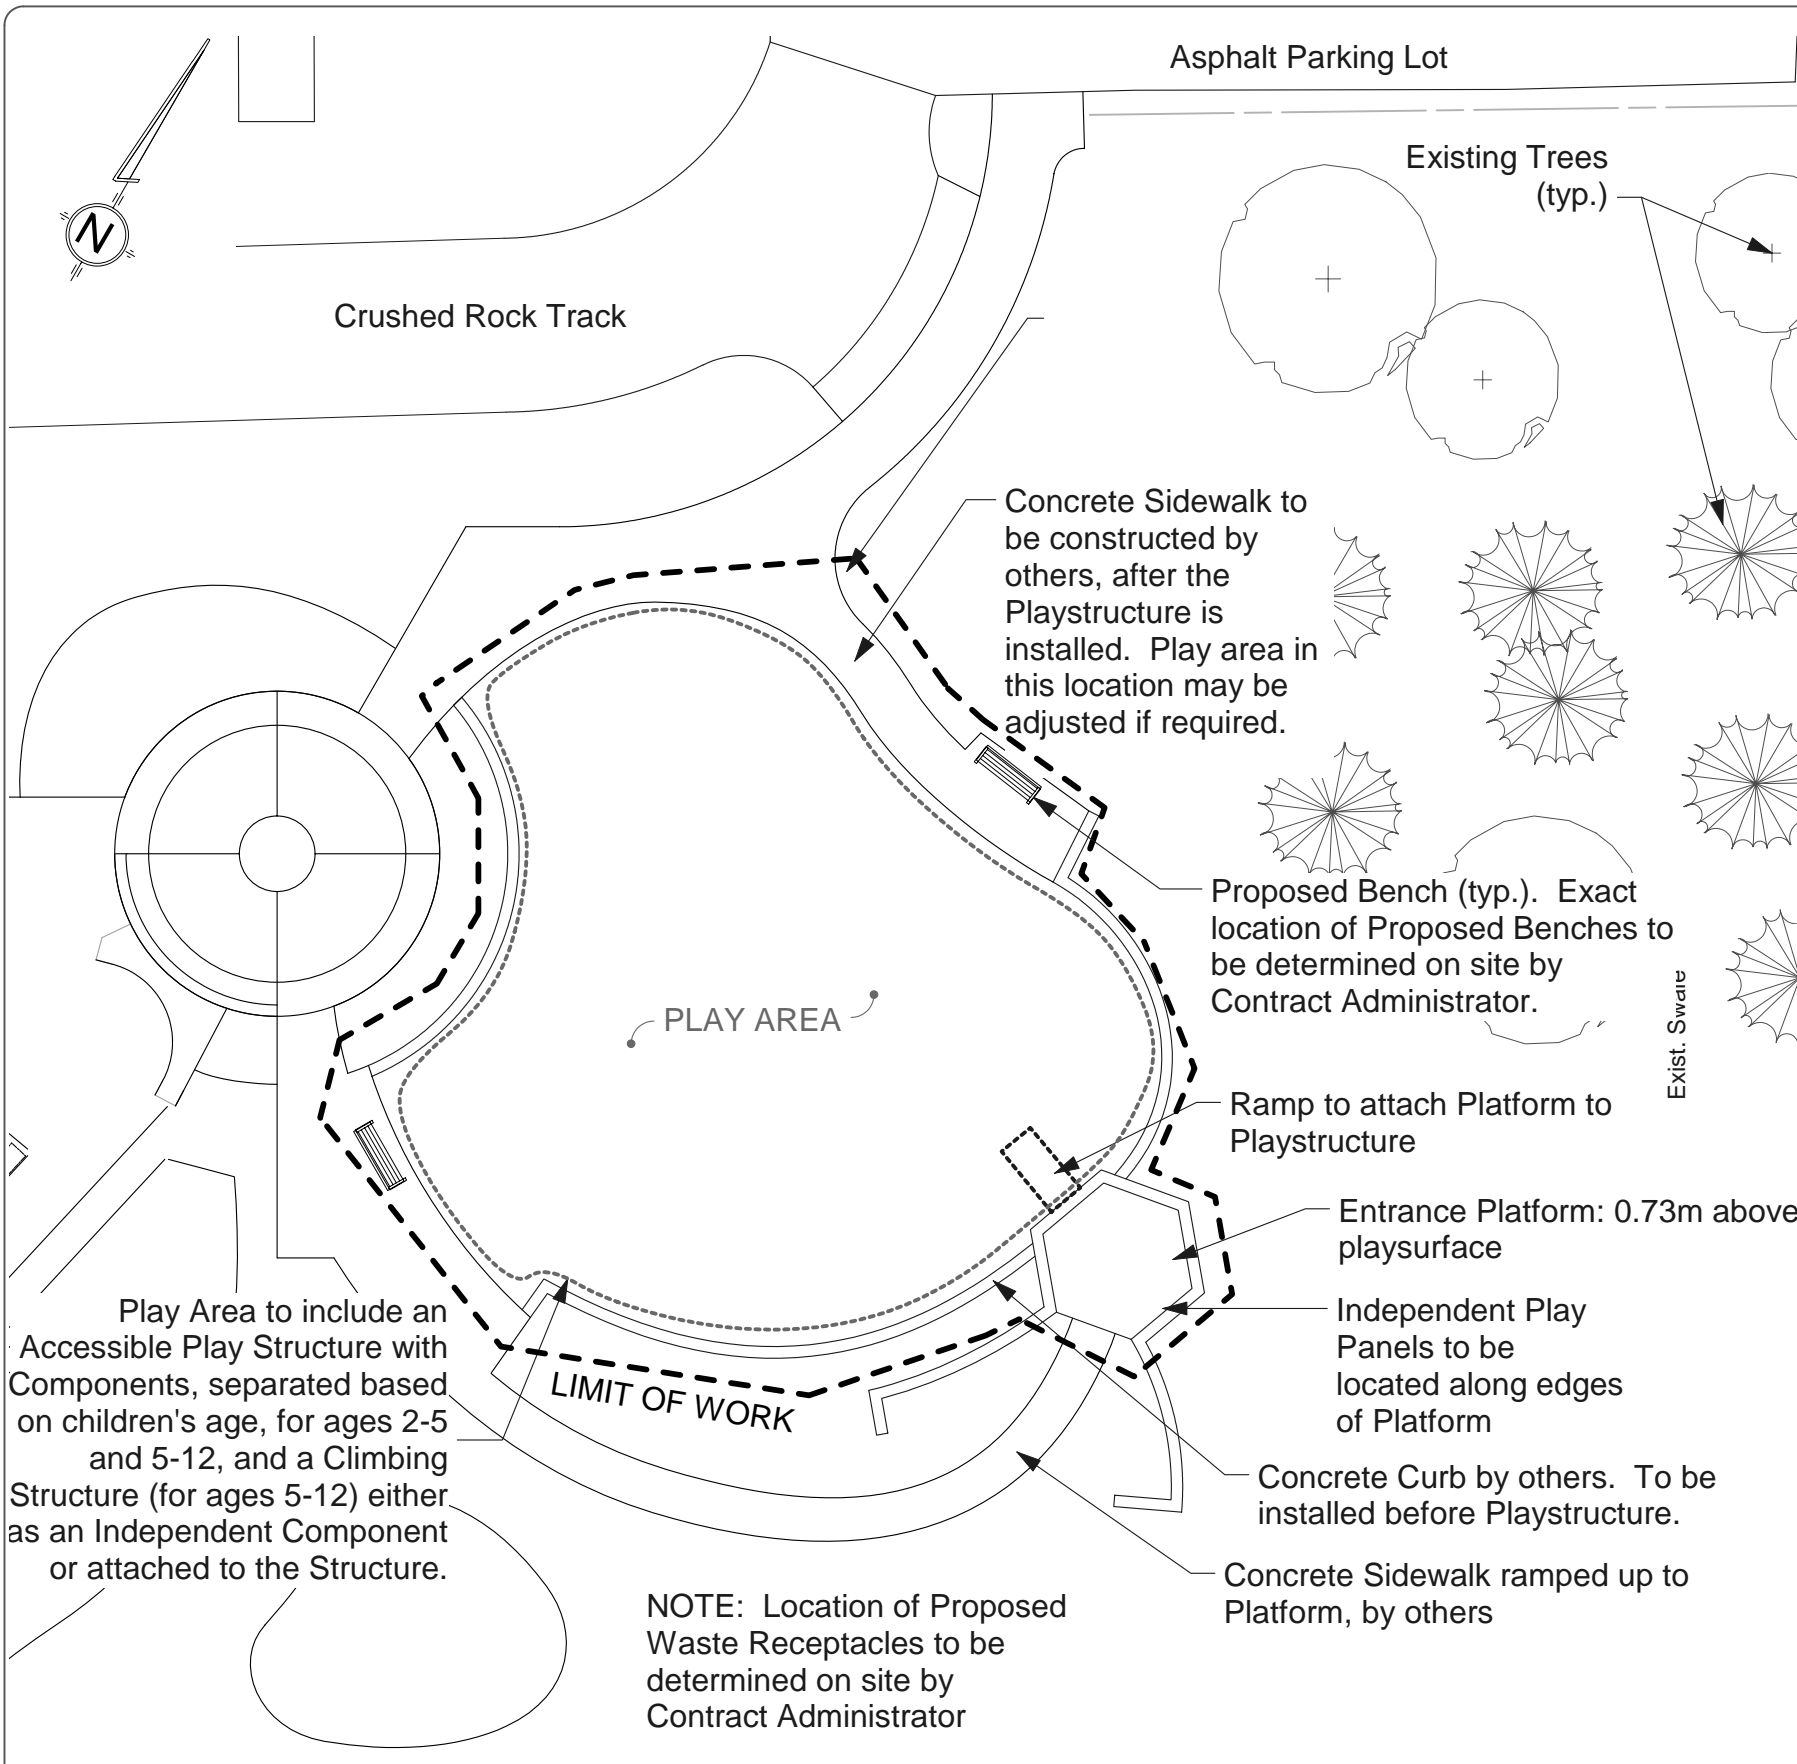 Asphalt Parking Lot
Existing Trees
(typ.)
N
Crushed Rock Track
Concrete Sidewalk to
be constructed by
others, after the
Playstructure is
installed.  Play area in
this location may be
adjusted if required.
Proposed Bench (typ.).  Exact
location of Proposed Benches to
be determined on site by
Contract Administrator.
Exist. Swale
PLAY AREA
Ramp to attach Platform to
Playstructure
Entrance Platform: 0.73m above
playsurface
Independent Play
Panels to be
located along edges
of Platform
Play Area to include an
Accessible Play Structure with
Components, separated based
on children's age, for ages 2-5
and 5-12, and a Climbing
Structure (for ages 5-12) either
as an Independent Component
or attached to the Structure.
LIMIT OF WORK
Concrete Curb by others.  To be
installed before Playstructure.
Concrete Sidewalk ramped up to
Platform, by others
NOTE:  Location of Proposed
Waste Receptacles to be
determined on site by
Contract Administrator